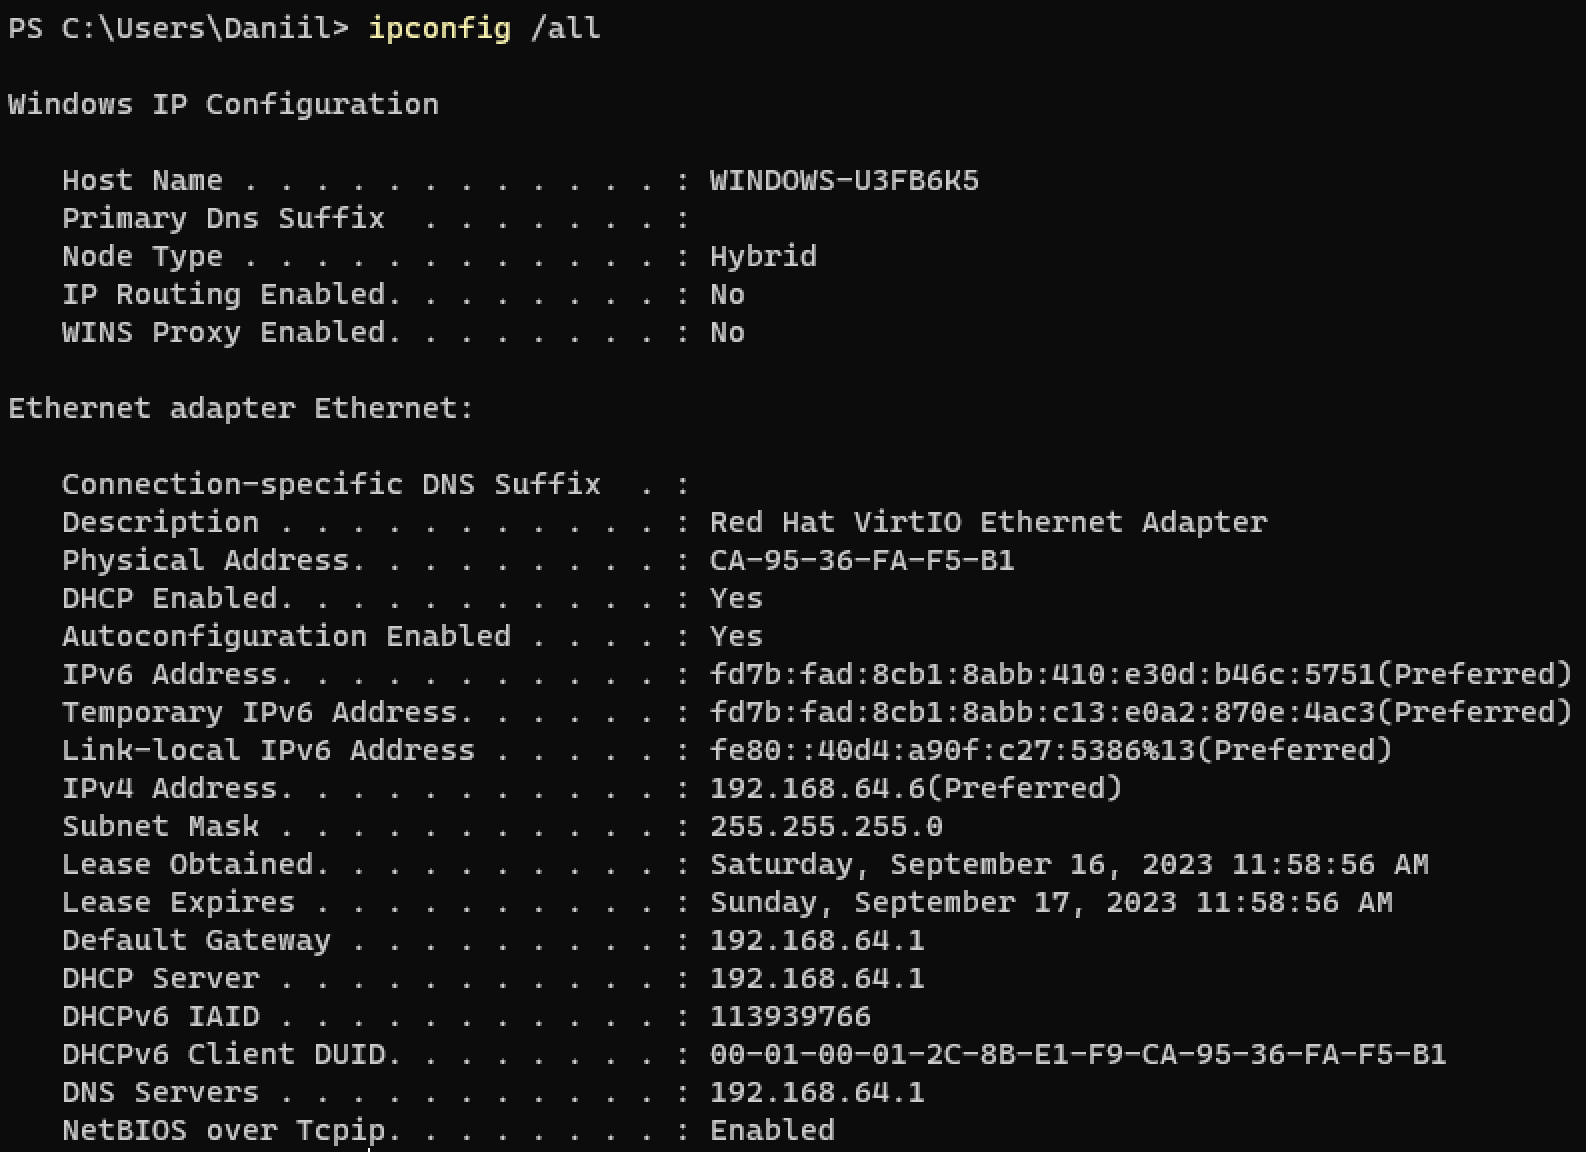 PS C:\Users\Daniil> ipconfig /all
Windows IP Configuration
Host Name . . . . . . . . . . . . : WINDOWS-U3FB6K5
Primary Dns Suffix  . . . . . . . :
Node Type . . . . . . . . . . . . : Hybrid
IP Routing Enabled. . . . . . . . : No
WINS Proxy Enabled. . . . . . . . : No
Ethernet adapter Ethernet:
Connection-specific DNS Suffix  . :
Description . . . . . . . . . . . : Red Hat VirtIO Ethernet Adapter
Physical Address. . . . . . . . . : CA-95-36-FA-F5-B1
DHCP Enabled. . . . . . . . . . . : Yes
Autoconfiguration Enabled . . . . : Yes
IPv6 Address. . . . . . . . . . . : fd7b:fad:8cb1:8abb:410:e30d:b46c:5751(Preferred)
Temporary IPv6 Address. . . . . . : fd7b:fad:8cb1:8abb:c13:e0a2:870e:4ac3(Preferred)
Link-local IPv6 Address . . . . . : fe80::40d4:a90f:c27:5386%13(Preferred)
IPv4 Address. . . . . . . . . . . : 192.168.64.6(Preferred)
Subnet Mask . . . . . . . . . . . : 255.255.255.0
Lease Obtained. . . . . . . . . . : Saturday, September 16, 2023 11:58:56 AM
Lease Expires . . . . . . . . . . : Sunday, September 17, 2023 11:58:56 AM
Default Gateway . . . . . . . . . : 192.168.64.1
DHCP Server . . . . . . . . . . . : 192.168.64.1
DHCPv6 IAID . . . . . . . . . . . : 113939766
DHCPv6 Client DUID. . . . . . . . : 00-01-00-01-2C-8B-E1-F9-CA-95-36-FA-F5-B1
DNS Servers . . . . . . . . . . . : 192.168.64.1
NetBIOS over Tcpip. . . . . . . . : Enabled